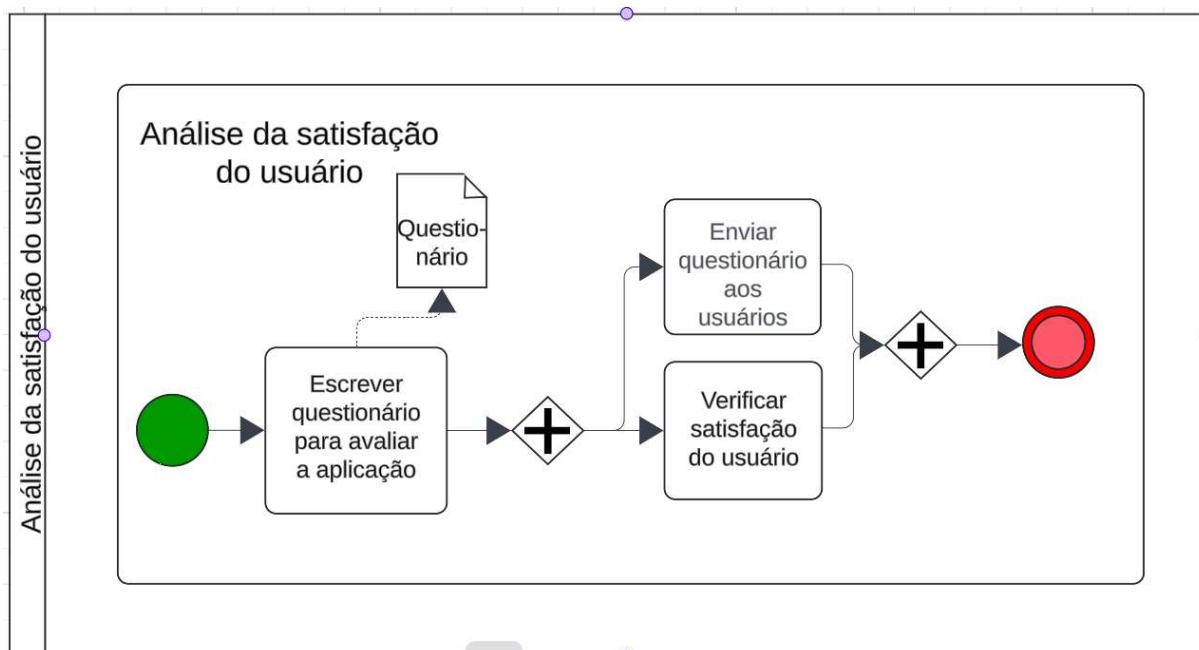 Análise da satisfação do usuário
Análise da satisfação
do usuário
Questio-
nário
Escrever
questionário
para avaliar
a aplicação
Enviar
questionário
aos
usuários
Verificar
satisfação
do usuário